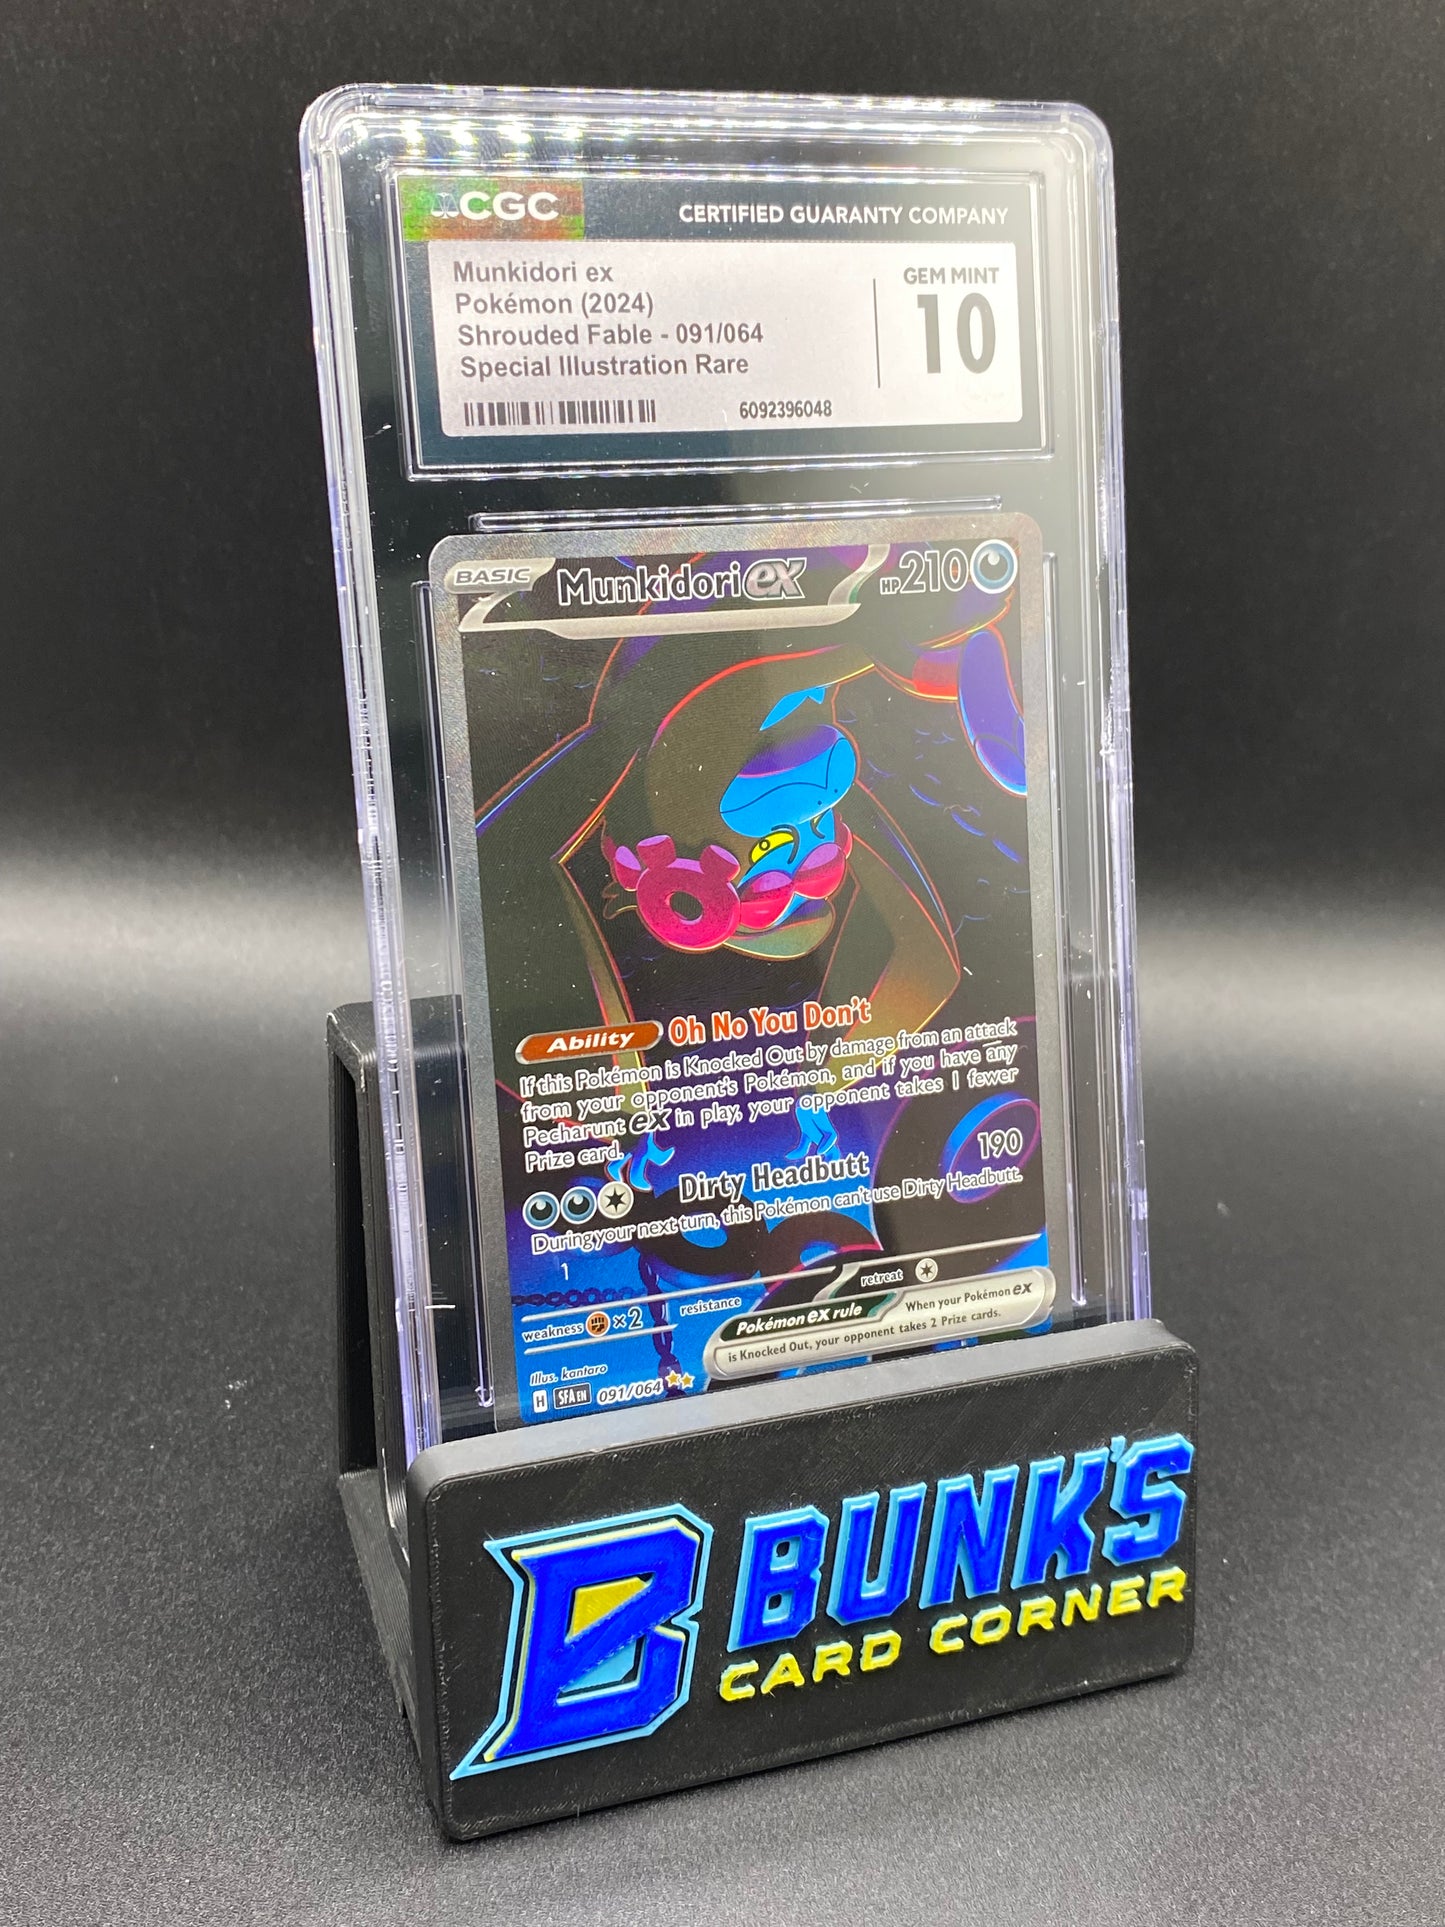 CGC
CERTIFIED GUARANTY COMPANY
Munkidori ex
Pokémon (2024)
Shrouded Fable - 091/064
Special Illustration Rare
6092396048
GEM MINT
10
BASIC
Munkidori ex
HP 210
Ability Oh No You Don't
If this Pokémon is Knocked Out by damage from an attack
from your opponent's Pokémon, and if you have any
Pecharunt ex in play, your opponent takes 1 fewer
Prize card.
Dirty Headbutt 190
During your next turn, this Pokémon can't use Dirty Headbutt.
weakness ×2 resistance retreat
Pokémon ex rule When your Pokémon ex
is Knocked Out, your opponent takes 2 Prize cards.
Illus. kantaro
H SFA EN 091/064
B BUNK'S
CARD CORNER